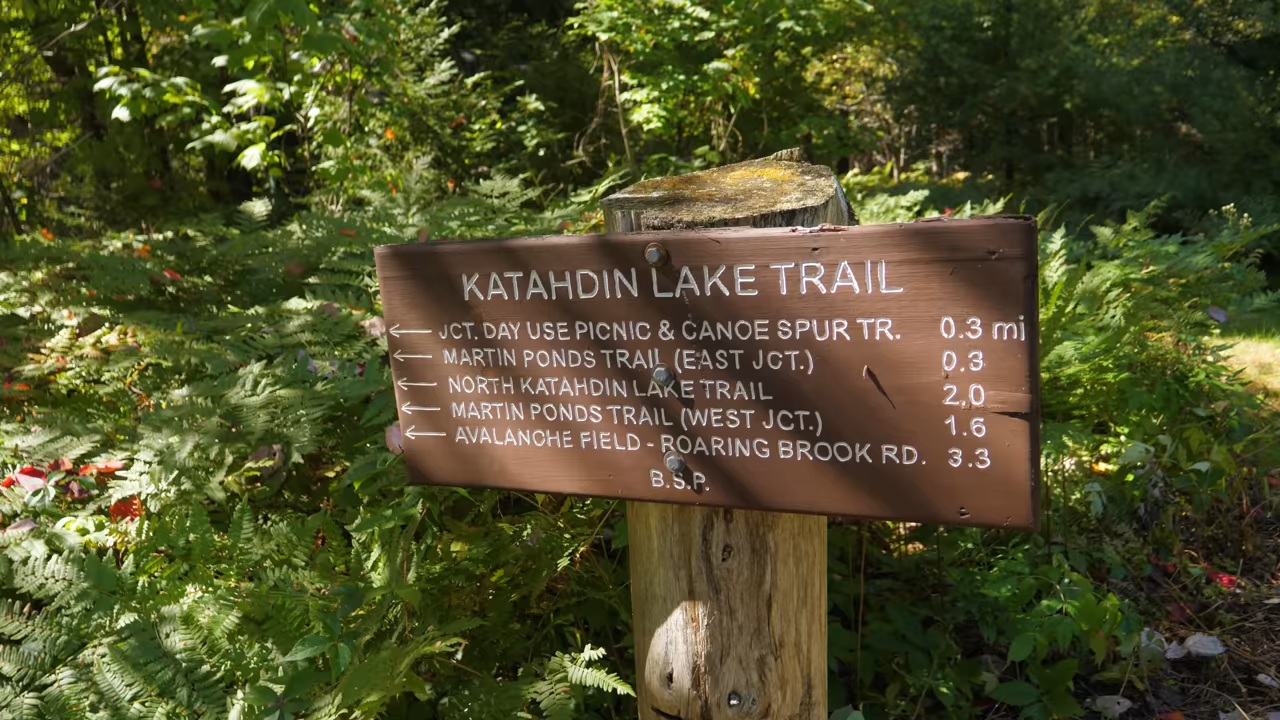 KATAHDIN LAKE TRAIL
← JCT. DAY USE PICNIC & CANOE SPUR TR. 0.3 mi
← MARTIN PONDS TRAIL (EAST JCT.) 0.3
← NORTH KATAHDIN LAKE TRAIL 2.0
← MARTIN PONDS TRAIL (WEST JCT.) 1.6
← AVALANCHE FIELD - ROARING BROOK RD. 3.3
B.S.P.